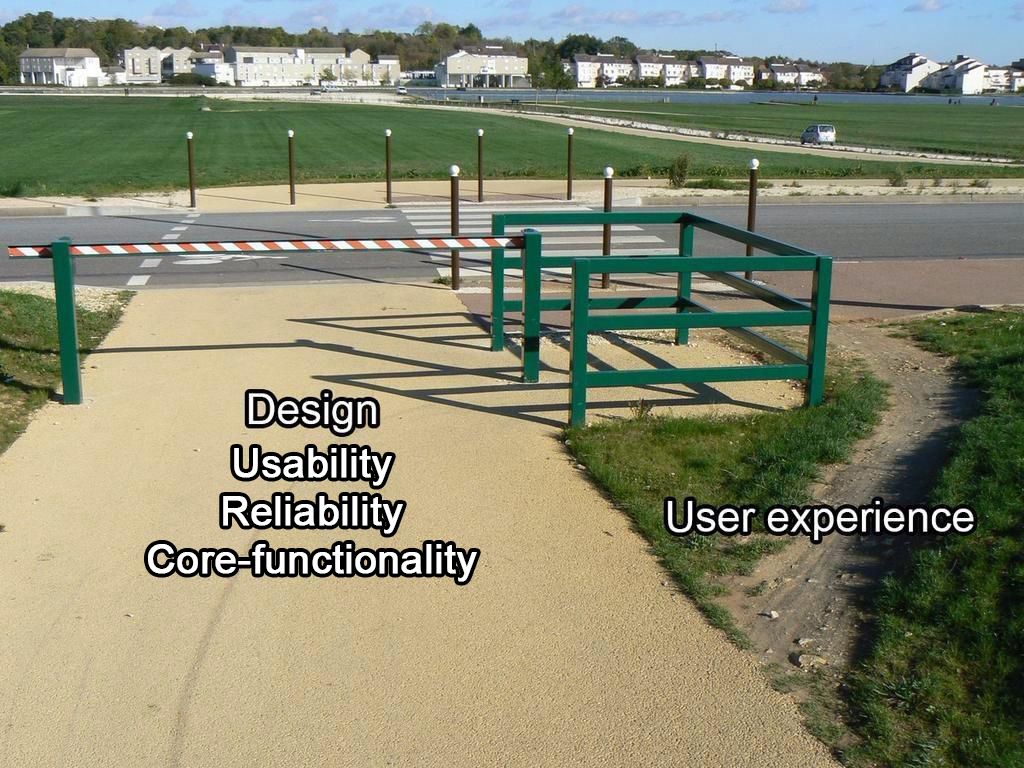 Design
Usability
Reliability
Core-functionality
User experience